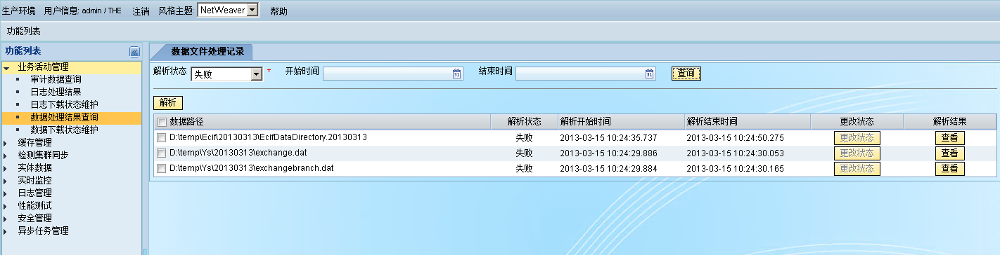 生产环境 用户信息: admin / THE 注销 风格主题: NetWeaver 帮助
功能列表
功能列表
业务活动管理
审计数据查询
日志处理结果
日志下载状态维护
数据处理结果查询
数据下载状态维护
缓存管理
检测集群同步
实体数据
实时监控
日志管理
性能测试
安全管理
异步任务管理
数据文件处理记录
解析状态 失败 * 开始时间 31 结束时间 31 查询
解析
数据路径 解析状态 解析开始时间 解析结束时间 更改状态 解析结果
D:\temp\Ecif\20130313\EcifDataDirectory.20130313 失败 2013-03-15 10:24:35.737 2013-03-15 10:24:50.275 更改状态 查看
D:\temp\Ys\20130313\exchange.dat 失败 2013-03-15 10:24:29.886 2013-03-15 10:24:30.053 更改状态 查看
D:\temp\Ys\20130313\exchangebranch.dat 失败 2013-03-15 10:24:29.884 2013-03-15 10:24:30.165 更改状态 查看